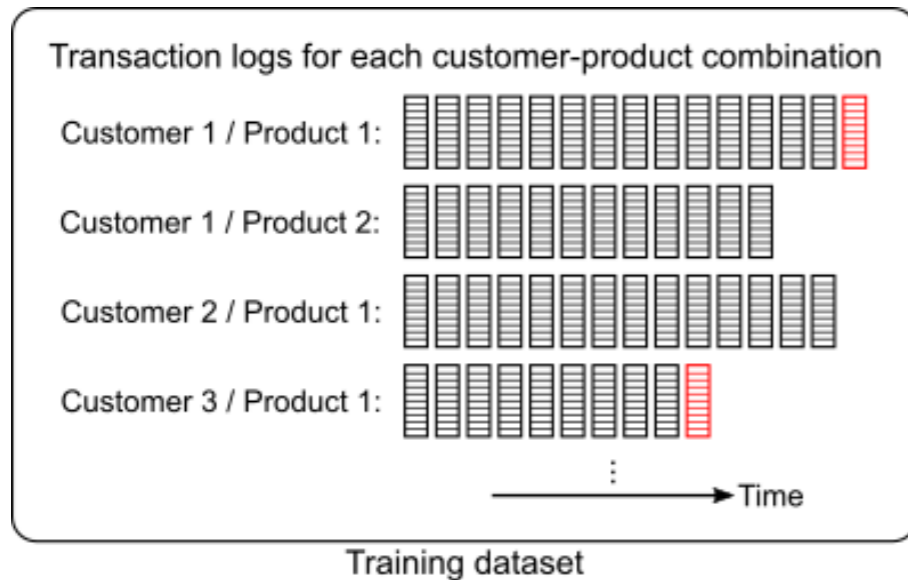 Transaction logs for each customer-product combination
Customer 1 / Product 1:
Customer 1 / Product 2:
Customer 2 / Product 1:
Customer 3 / Product 1:
⋮
Time
Training dataset